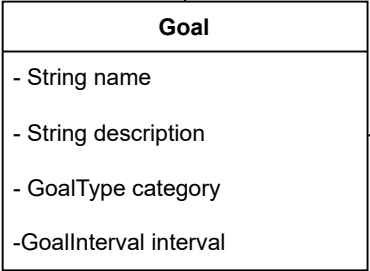 Goal
- String name
- String description
- GoalType category
-GoalInterval interval